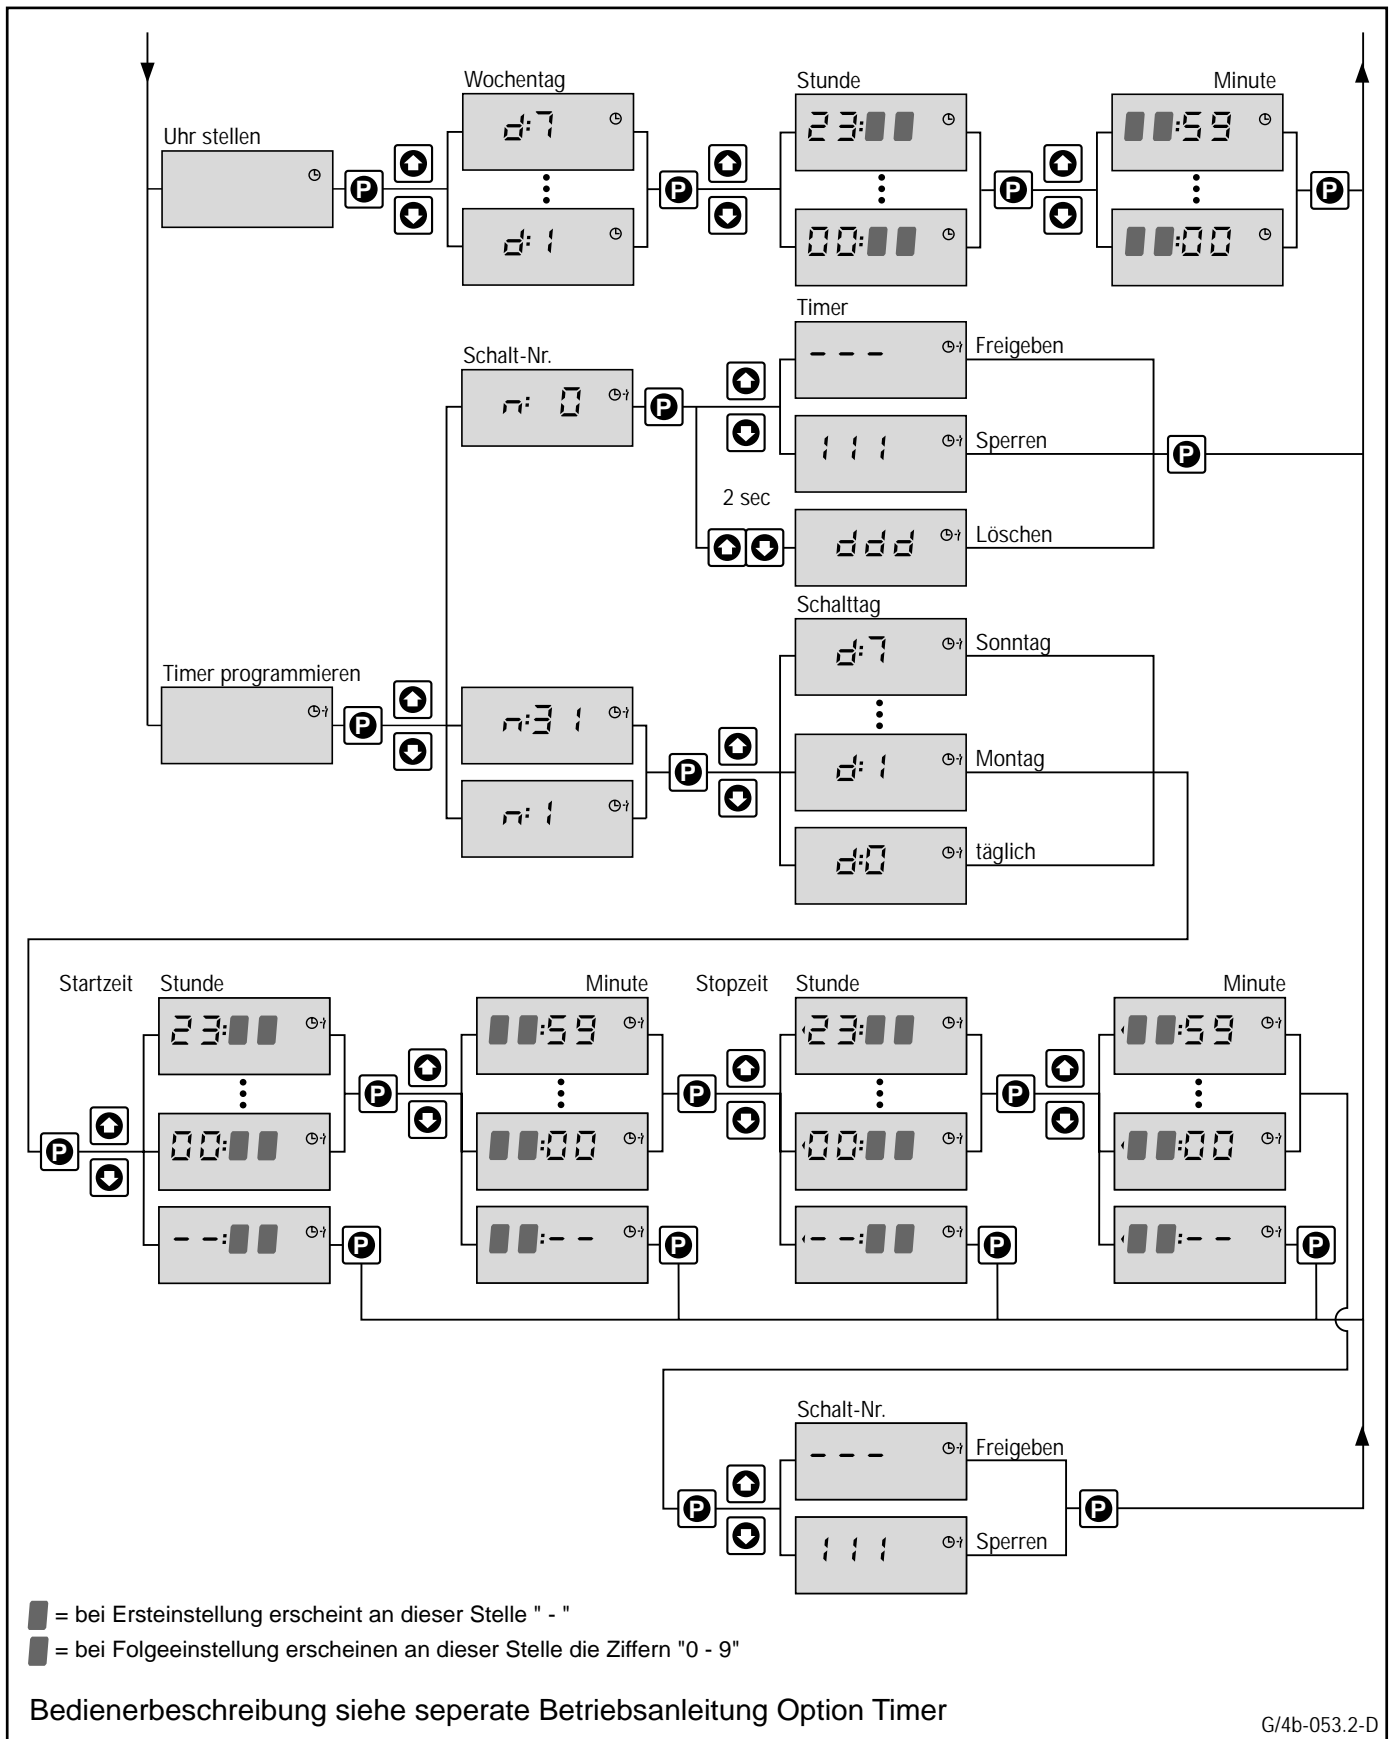 Wochentag
Stunde
Minute
Uhr stellen
d:7
23:
:59
P
P
P
P
d:1
00:
:00
Timer
Schalt-Nr.
- - -
Freigeben
n: 0
P
111
Sperren
P
2 sec
ddd
Löschen
Schalttag
d:7
Sonntag
Timer programmieren
n:31
P
P
d:1
Montag
n:1
d:0
täglich
Startzeit
Stunde
Minute
Stopzeit
Stunde
Minute
23:
:59
23:
:59
P
P
P
P
00:
:00
00:
:00
--:
P
:--
P
--:
P
:--
P
Schalt-Nr.
- - -
Freigeben
P
P
111
Sperren
= bei Ersteinstellung erscheint an dieser Stelle " - "
= bei Folgeeinstellung erscheinen an dieser Stelle die Ziffern "0 - 9"
Bedienerbeschreibung siehe seperate Betriebsanleitung Option Timer
G/4b-053.2-D